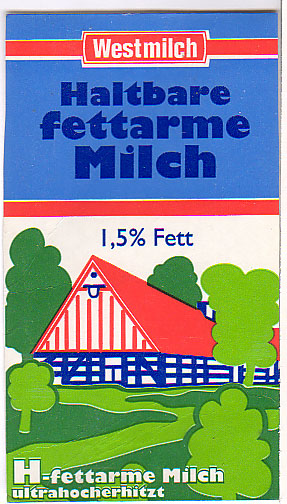 Westmilch
Haltbare
fettarme
Milch
1,5% Fett
H-fettarme Milch
ultrahocherhitzt